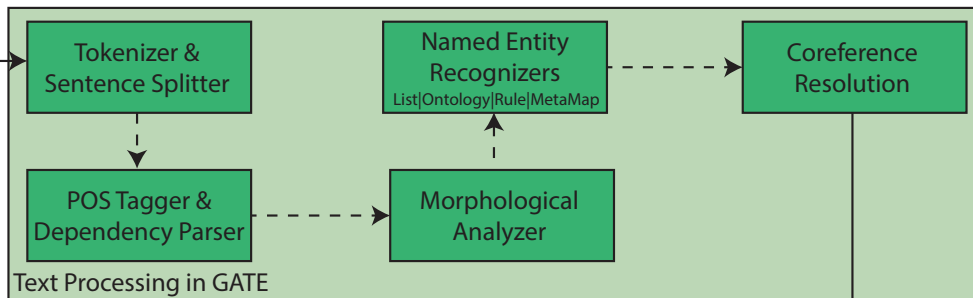 Tokenizer &
Sentence Splitter
POS Tagger &
Dependency Parser
Morphological
Analyzer
Named Entity
Recognizers
List|Ontology|Rule|MetaMap
Coreference
Resolution
Text Processing in GATE